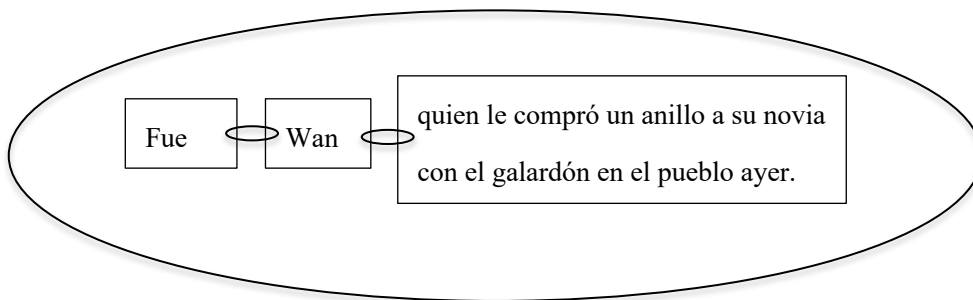 Fue
Wan
quien le compró un anillo a su novia
con el galardón en el pueblo ayer.